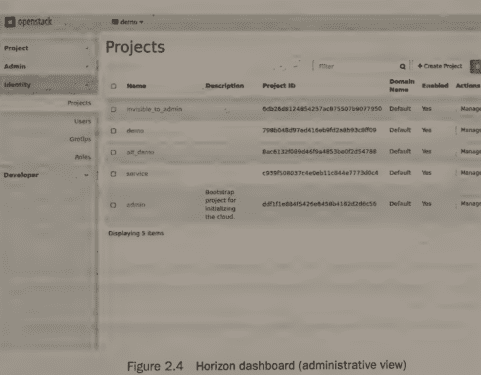 openstack
demo
Project
Admin
Identity
Projects
Users
Groups
Roles
Developer
Projects
Filter
+ Create Project
Name Description Project ID Domain Name Enabled Actions
invisible_to_admin Default Yes Manage
demo Default Yes Manage
alt_demo Default Yes Manage
service Default Yes Manage
admin Bootstrap project for initializing the cloud. Default Yes Manage
Displaying 5 items
Figure 2.4 Horizon dashboard (administrative view)